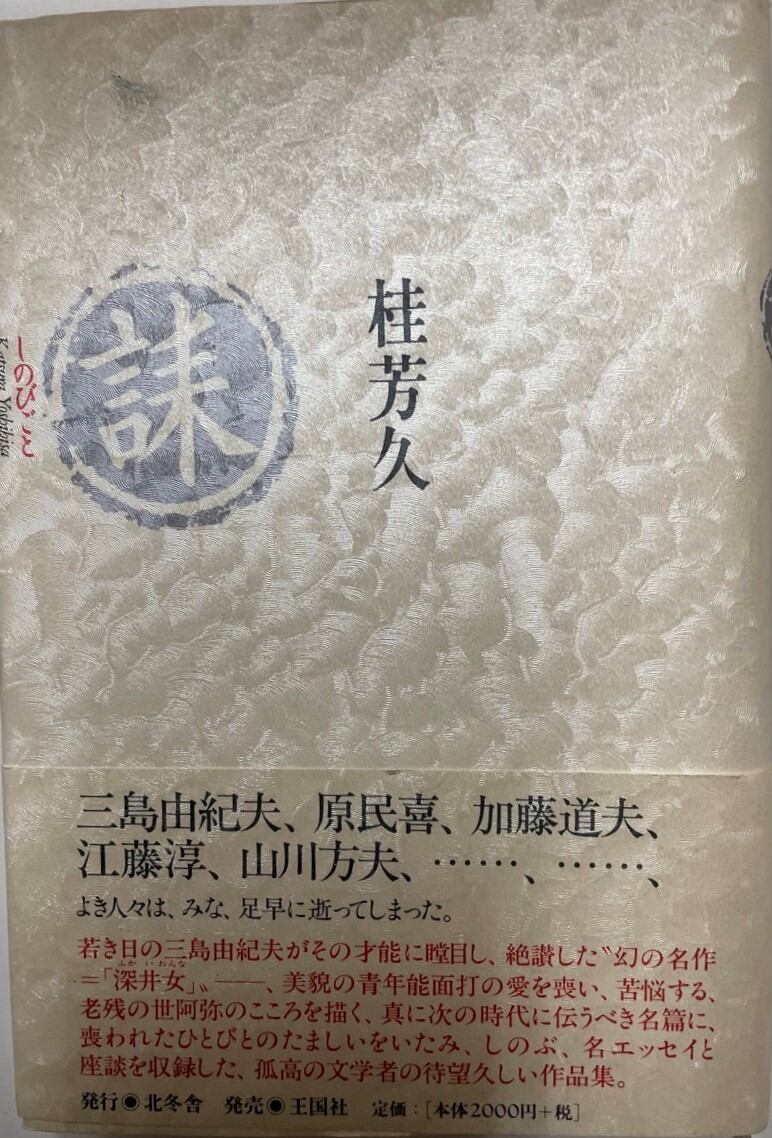 桂芳久
誄
しのびごと
Katsura Yoshihisa
三島由紀夫、原民喜、加藤道夫、
江藤淳、山川方夫、……、……、
よき人々は、みな、足早に逝ってしまった。
若き日の三島由紀夫がその才能に瞠目し、絶讃した〝幻の名作
ふかいおんな
=「深井女」〟——、美貌の青年能面打の愛を喪い、苦悩する、
老残の世阿弥のこころを描く、真に次の時代に伝うべき名篇に、
喪われたひとびとのたましいをいたみ、しのぶ、名エッセイと
座談を収録した、孤高の文学者の待望久しい作品集。
発行◉北冬舎 発売◉王国社 定価:[本体2000円+税]